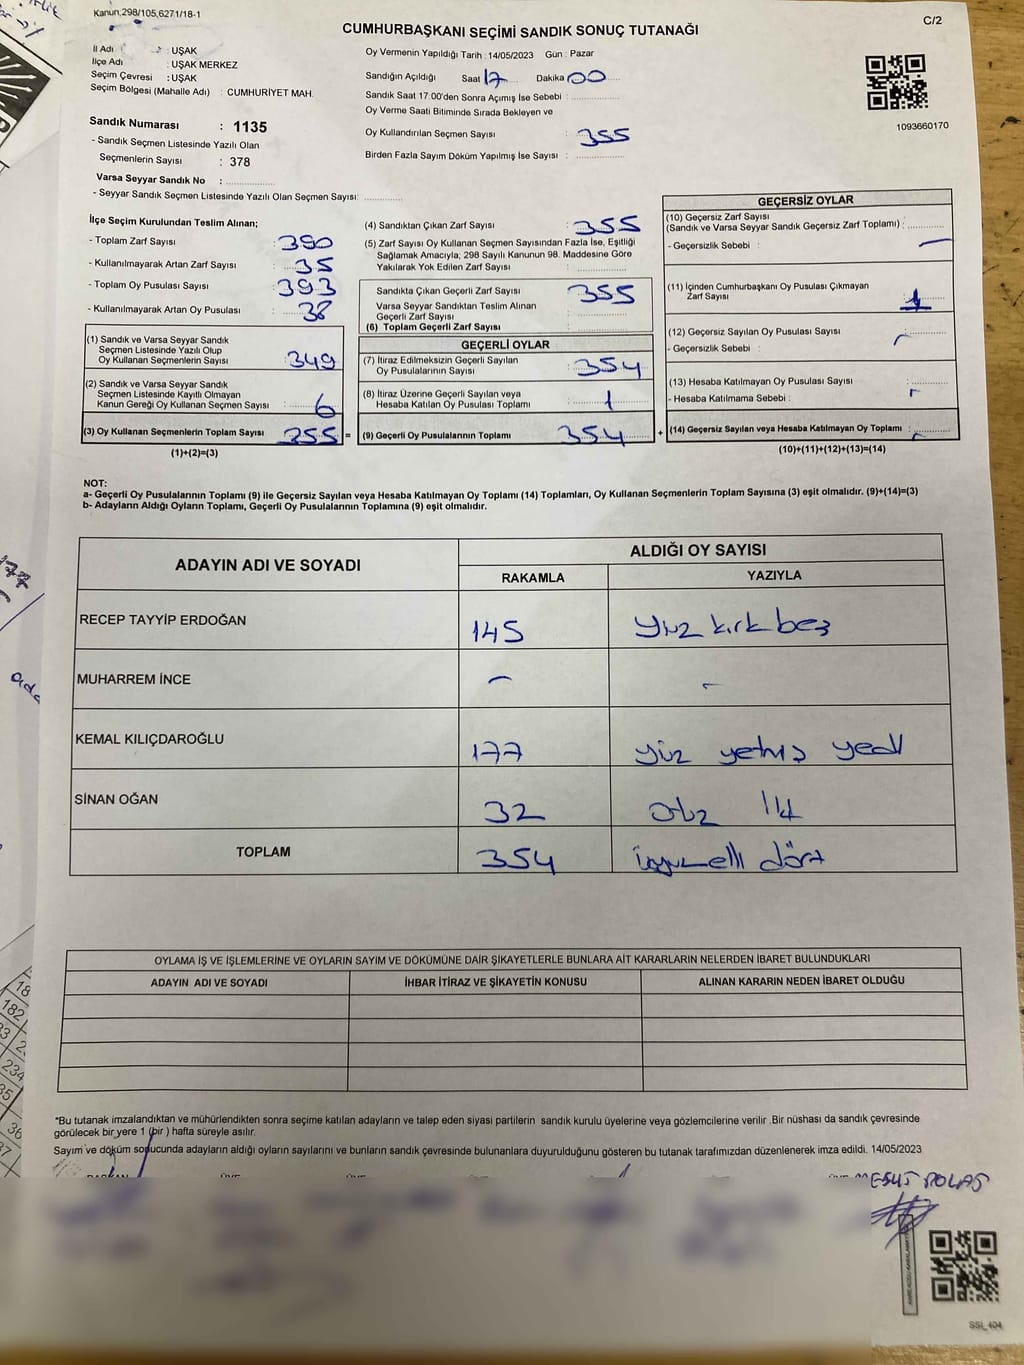 Kanun,298/105,6271/18-1
C/2
CUMHURBAŞKANI SEÇİMİ SANDIK SONUÇ TUTANAĞI
İl Adı : UŞAK
İlçe Adı : UŞAK MERKEZ
Seçim Çevresi : UŞAK
Seçim Bölgesi (Mahalle Adı) : CUMHURİYET MAH.
Sandık Numarası : 1135
- Sandık Seçmen Listesinde Yazılı Olan
Seçmenlerin Sayısı : 378
Varsa Seyyar Sandık No :
- Seyyar Sandık Seçmen Listesinde Yazılı Olan Seçmen Sayısı:
Oy Vermenin Yapıldığı Tarih : 14/05/2023 Gün : Pazar
Sandığın Açıldığı Saat 17 Dakika 00
Sandık Saat 17:00'den Sonra Açımış İse Sebebi :
Oy Verme Saati Bitiminde Sırada Bekleyen ve
Oy Kullandırılan Seçmen Sayısı : 355
Birden Fazla Sayım Döküm Yapılmış İse Sayısı :
1093660170
İlçe Seçim Kurulundan Teslim Alınan;
- Toplam Zarf Sayısı : 390
- Kullanılmayarak Artan Zarf Sayısı : 35
- Toplam Oy Pusulası Sayısı : 393
- Kullanılmayarak Artan Oy Pusulası : 38
(1) Sandık ve Varsa Seyyar Sandık
Seçmen Listesinde Yazılı Olup
Oy Kullanan Seçmenlerin Sayısı : 349
(2) Sandık ve Varsa Seyyar Sandık
Seçmen Listesinde Kayıtlı Olmayan
Kanun Gereği Oy Kullanan Seçmen Sayısı : 6
(3) Oy Kullanan Seçmenlerin Toplam Sayısı 355 =
(1)+(2)=(3)
(4) Sandıktan Çıkan Zarf Sayısı : 355
(5) Zarf Sayısı Oy Kullanan Seçmen Sayısından Fazla İse, Eşitliği
Sağlamak Amacıyla; 298 Sayılı Kanunun 98. Maddesine Göre
Yakılarak Yok Edilen Zarf Sayısı :
Sandıkta Çıkan Geçerli Zarf Sayısı : 355
Varsa Seyyar Sandıktan Teslim Alınan
Geçerli Zarf Sayısı :
(6) Toplam Geçerli Zarf Sayısı :
GEÇERLİ OYLAR
(7) İtiraz Edilmeksizin Geçerli Sayılan
Oy Pusulalarının Sayısı : 354
(8) İtiraz Üzerine Geçerli Sayılan veya
Hesaba Katılan Oy Pusulası Toplamı : 1
(9) Geçerli Oy Pusulalarının Toplamı : 354 +
GEÇERSİZ OYLAR
(10) Geçersiz Zarf Sayısı
(Sandık ve Varsa Seyyar Sandık Geçersiz Zarf Toplamı) :
- Geçersizlik Sebebi : -
(11) İçinden Cumhurbaşkanı Oy Pusulası Çıkmayan
Zarf Sayısı : 1
(12) Geçersiz Sayılan Oy Pusulası Sayısı :
- Geçersizlik Sebebi : -
(13) Hesaba Katılmayan Oy Pusulası Sayısı :
- Hesaba Katılmama Sebebi : -
(14) Geçersiz Sayılan veya Hesaba Katılmayan Oy Toplamı : -
(10)+(11)+(12)+(13)=(14)
NOT:
a- Geçerli Oy Pusulalarının Toplamı (9) ile Geçersiz Sayılan veya Hesaba Katılmayan Oy Toplamı (14) Toplamları, Oy Kullanan Seçmenlerin Toplam Sayısına (3) eşit olmalıdır. (9)+(14)=(3)
b- Adayların Aldığı Oyların Toplamı, Geçerli Oy Pusulalarının Toplamına (9) eşit olmalıdır.
ADAYIN ADI VE SOYADI ALDIĞI OY SAYISI
RAKAMLA YAZIYLA
RECEP TAYYİP ERDOĞAN 145 Yüz kırk beş
MUHARREM İNCE - -
KEMAL KILIÇDAROĞLU 177 yüz yetmiş yedi
SİNAN OĞAN 32 otuz iki
TOPLAM 354 üçyüz elli dört
OYLAMA İŞ VE İŞLEMLERİNE VE OYLARIN SAYIM VE DÖKÜMÜNE DAİR ŞİKAYETLERLE BUNLARA AİT KARARLARIN NELERDEN İBARET BULUNDUKLARI
ADAYIN ADI VE SOYADI İHBAR İTİRAZ VE ŞİKAYETİN KONUSU ALINAN KARARIN NEDEN İBARET OLDUĞU
*Bu tutanak imzalandıktan ve mühürlendikten sonra seçime katılan adayların ve talep eden siyasi partilerin sandık kurulu üyelerine veya gözlemcilerine verilir .Bir nüshası da sandık çevresinde
görülecek bir yere 1 (bir ) hafta süreyle asılır.
Sayım ve döküm sonucunda adayların aldığı oyların sayılarını ve bunların sandık çevresinde bulunanlara duyurulduğunu gösteren bu tutanak tarafımızdan düzenlenerek imza edildi. 14/05/2023
SSI_404
177
18
182
234
36